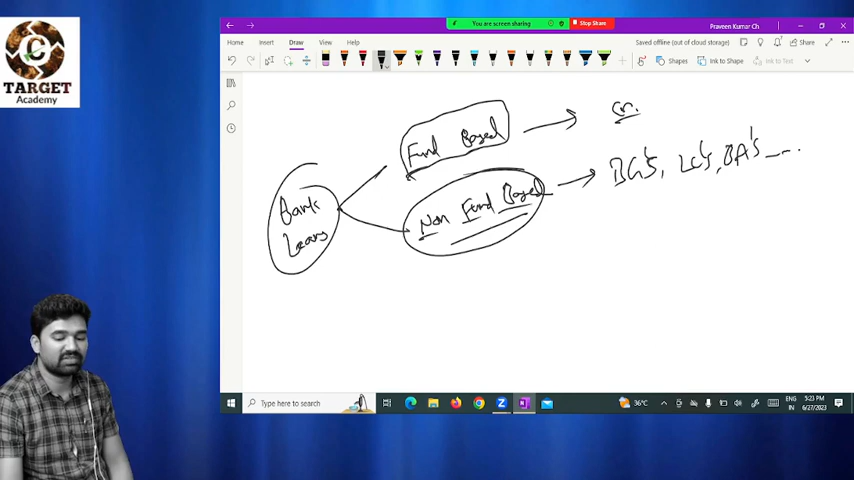 Praveen Kumar Ch
You are screen sharing
Stop Share
Home Insert Draw View Help
Saved offline (out of cloud storage)
Share
Shapes
Ink to Shape
Ink to Text
TARGET
Academy
Fund Based
cr.
Bank
Loans
Non Fund Based
BG's, LC's, BA's ---
Type here to search
36°C
ENG
IN
5:23 PM
6/27/2023